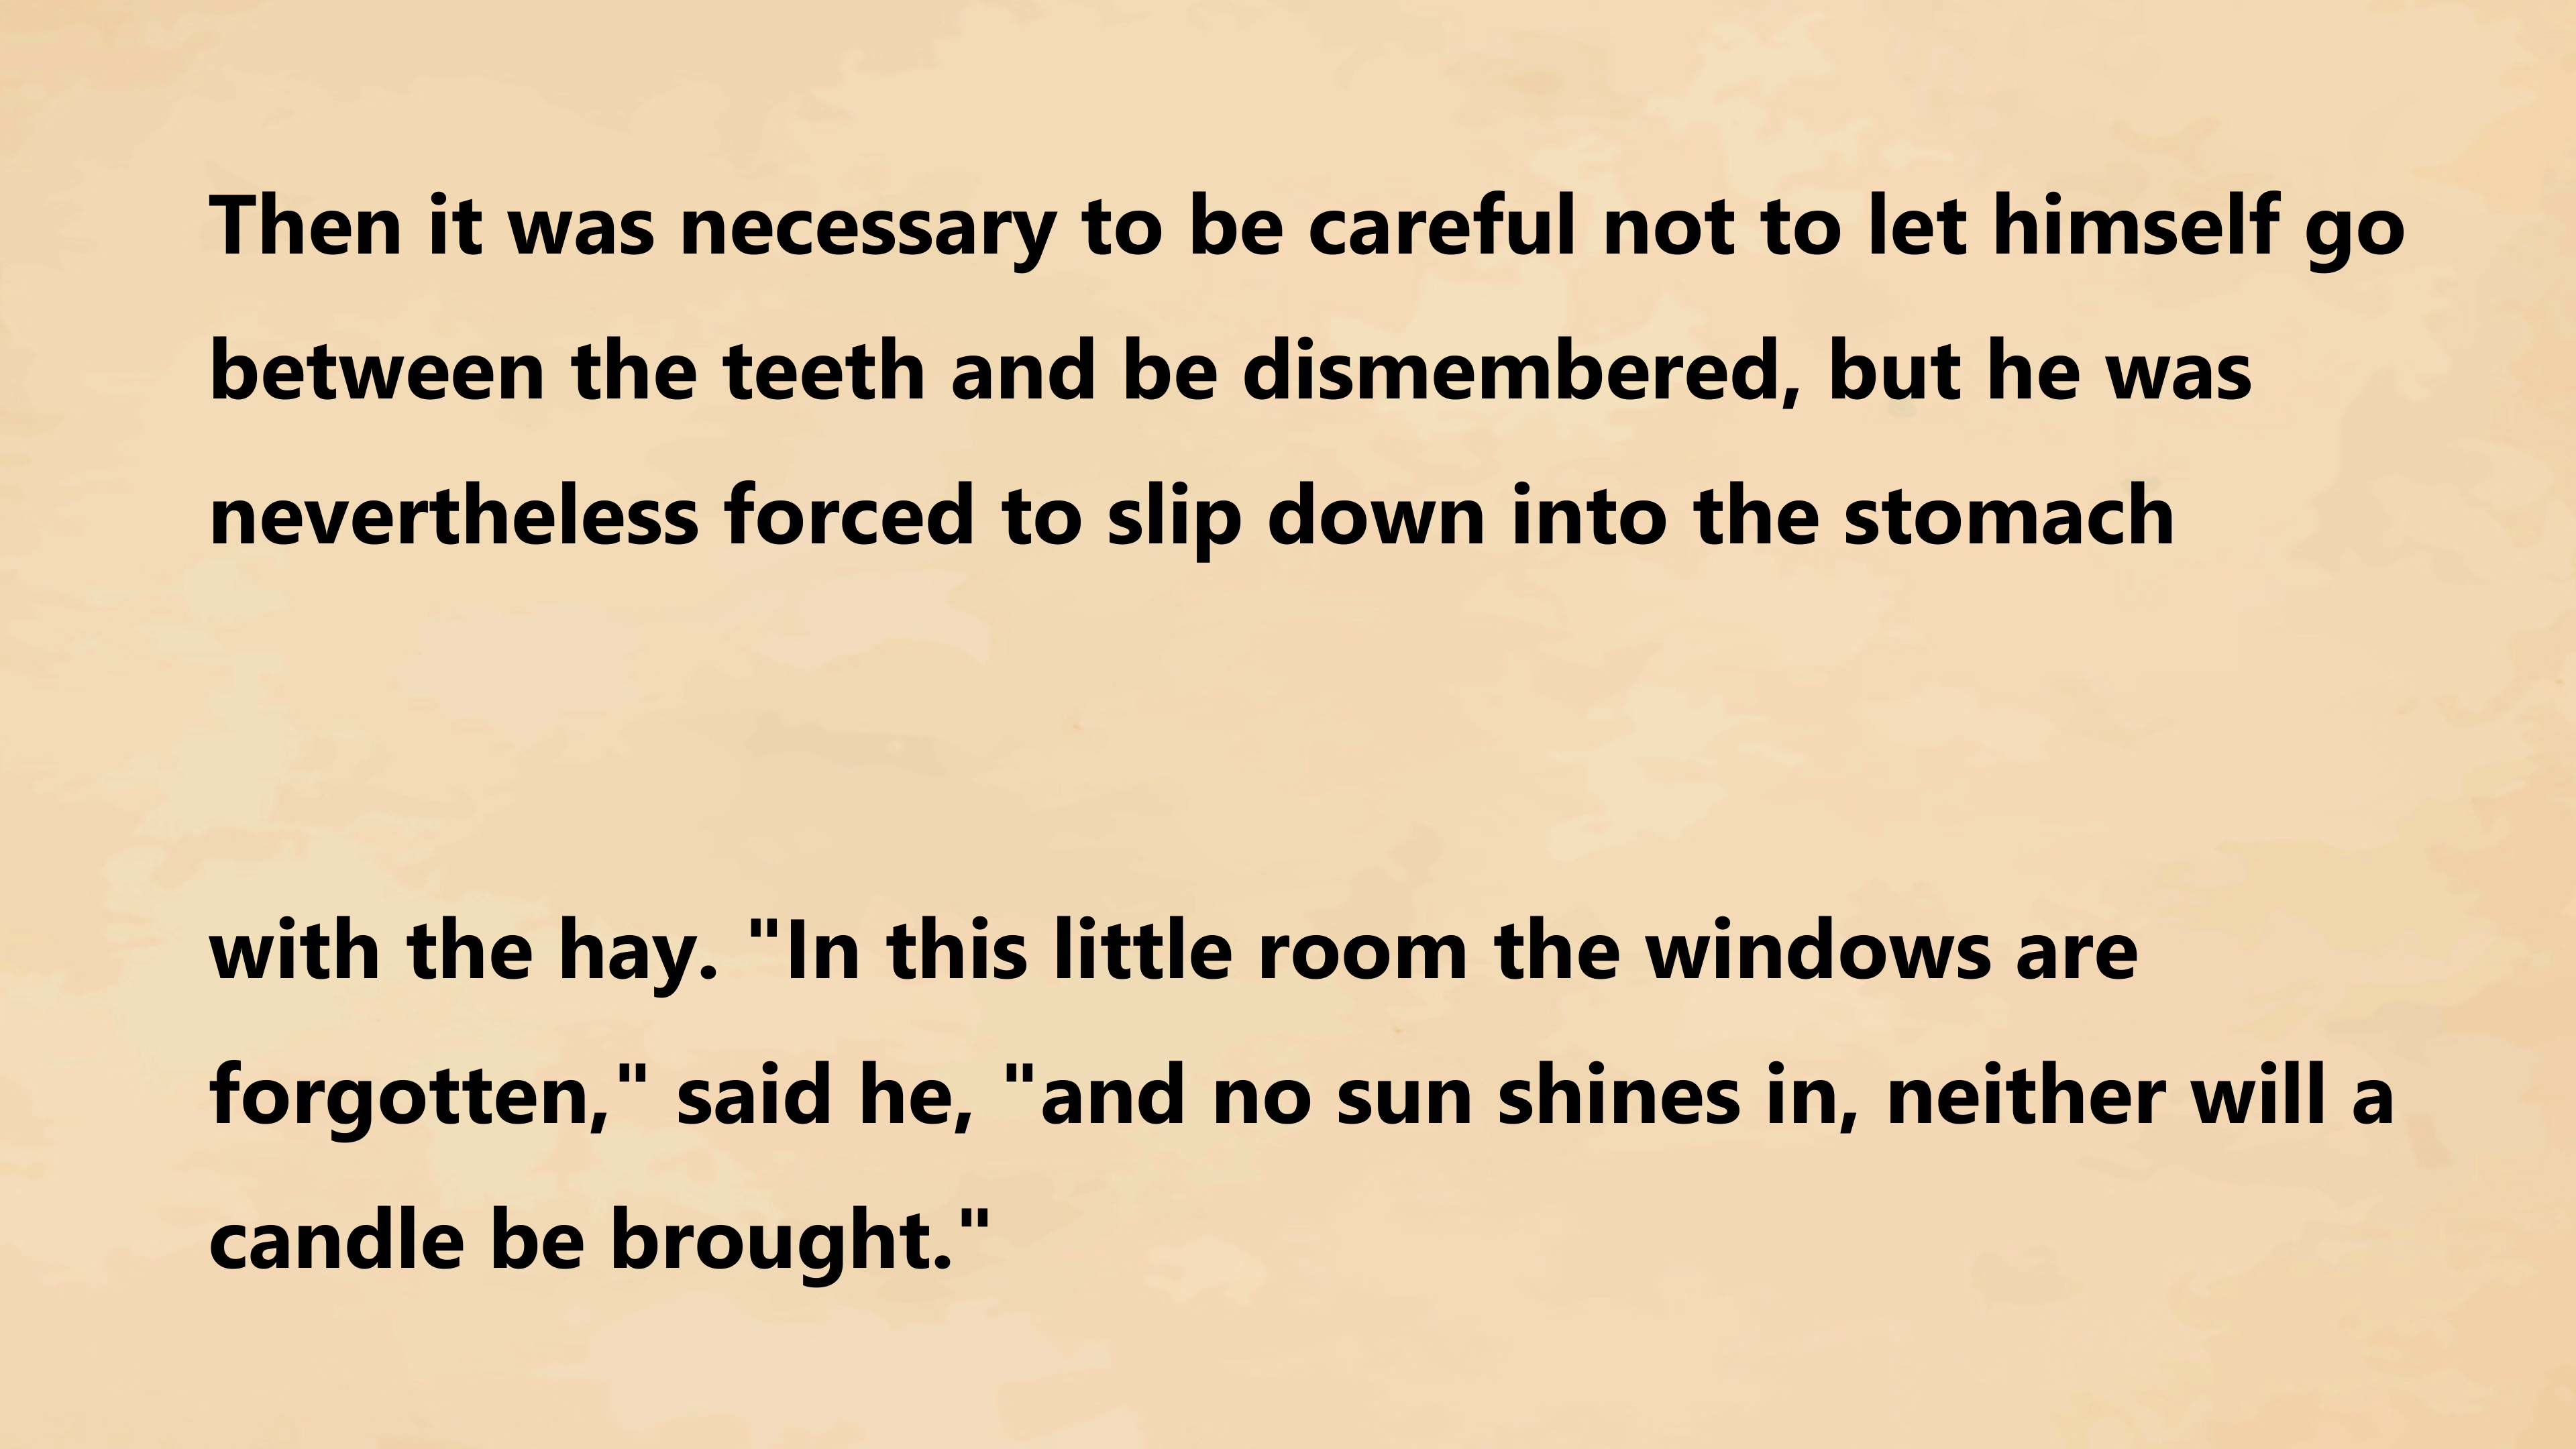 Then it was necessary to be careful not to let himself go
between the teeth and be dismembered, but he was
nevertheless forced to slip down into the stomach
with the hay. "In this little room the windows are
forgotten," said he, "and no sun shines in, neither will a
candle be brought."